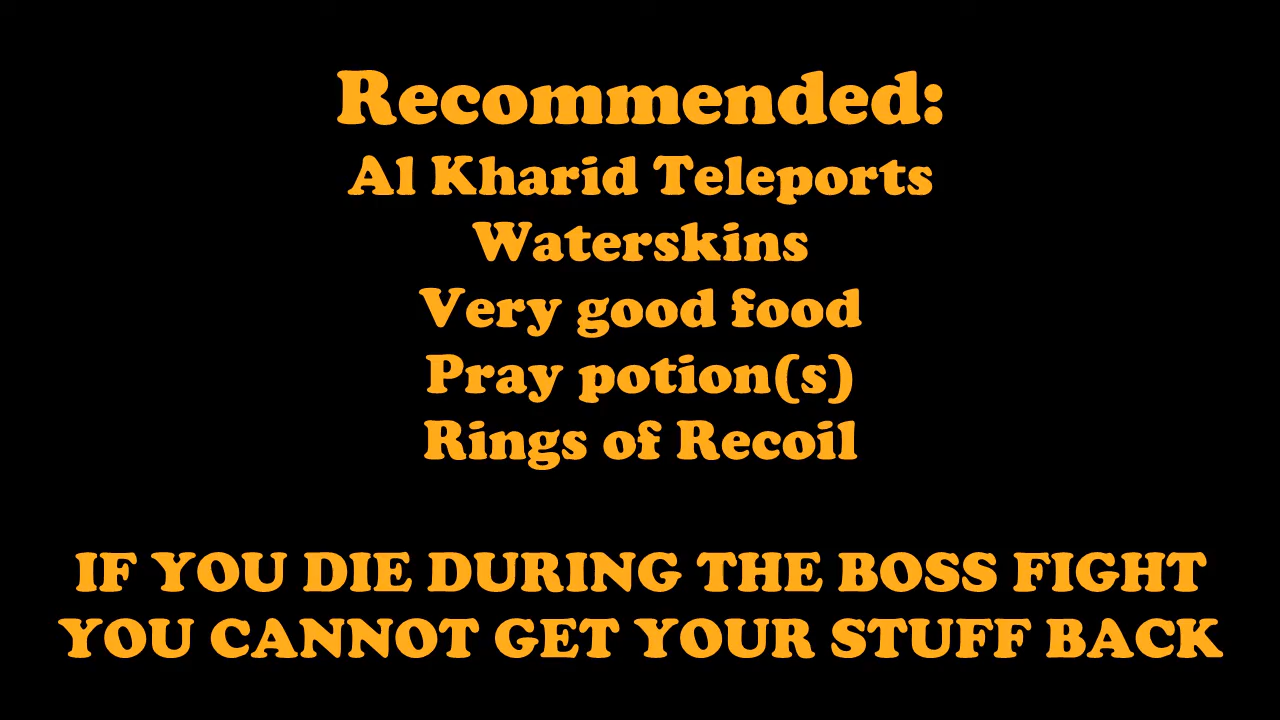 Recommended:
Al Kharid Teleports
Waterskins
Very good food
Pray potion(s)
Rings of Recoil
IF YOU DIE DURING THE BOSS FIGHT
YOU CANNOT GET YOUR STUFF BACK